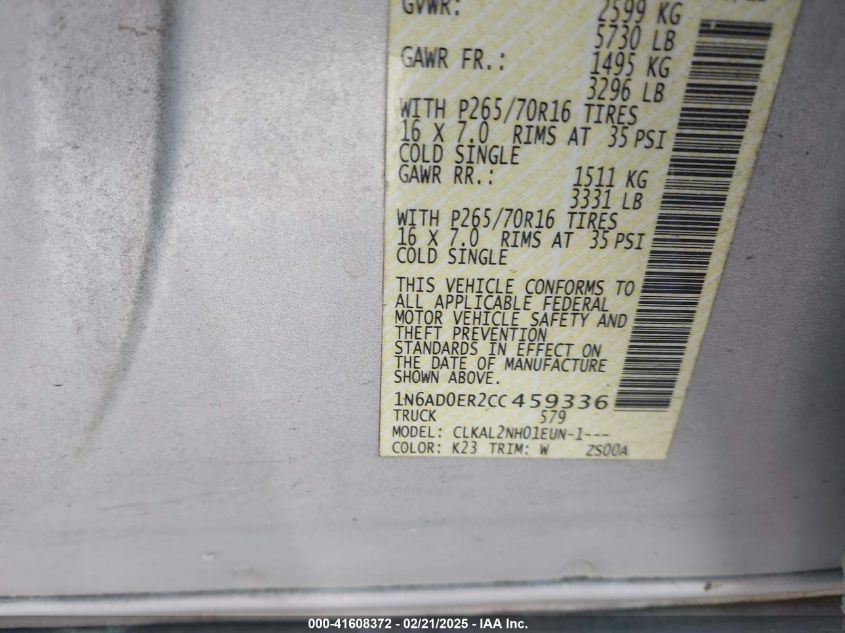 GVWR: 2599 KG
5730 LB
GAWR FR.: 1495 KG
3296 LB
WITH P265/70R16 TIRES
16 X 7.0 RIMS AT 35 PSI
COLD SINGLE
GAWR RR.: 1511 KG
3331 LB
WITH P265/70R16 TIRES
16 X 7.0 RIMS AT 35 PSI
COLD SINGLE
THIS VEHICLE CONFORMS TO
ALL APPLICABLE FEDERAL
MOTOR VEHICLE SAFETY AND
THEFT PREVENTION
STANDARDS IN EFFECT ON
THE DATE OF MANUFACTURE
SHOWN ABOVE.
1N6AD0ER2CC 459336
TRUCK 579
MODEL: CLKAL2NH01EUN-1---
COLOR: K23 TRIM: W ZS00A
000-41608372 - 02/21/2025 - IAA Inc.